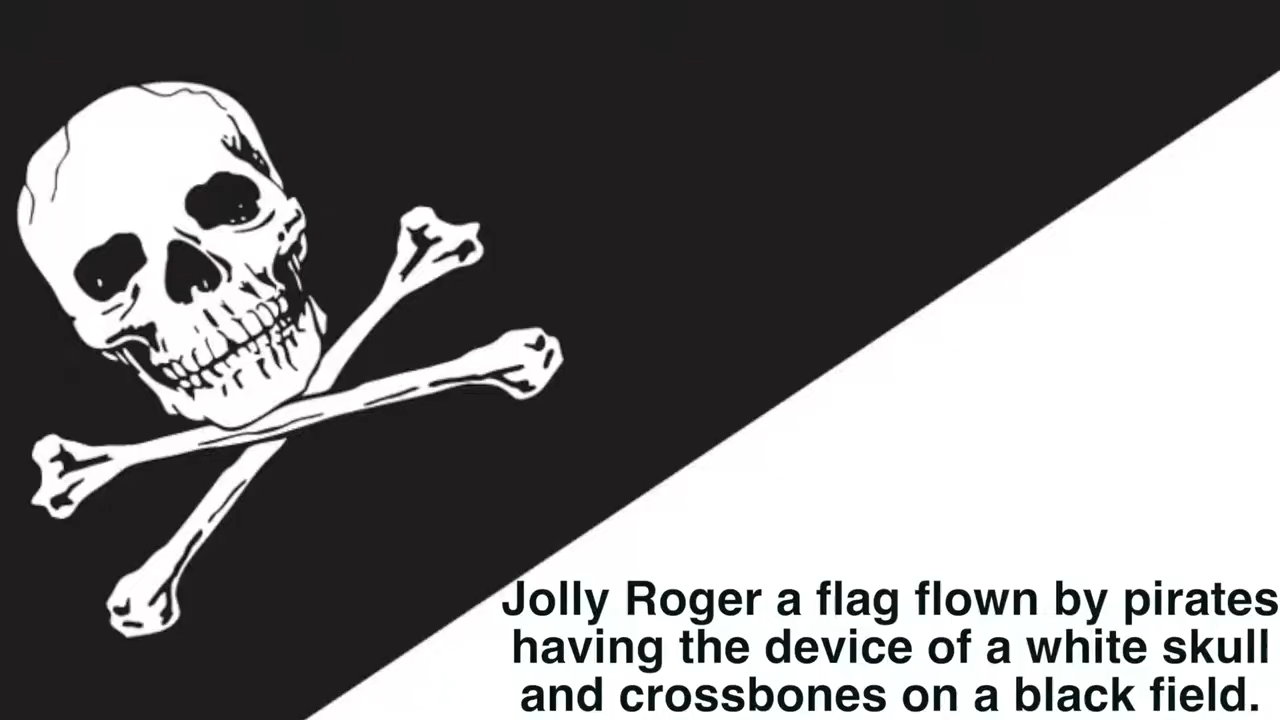 Jolly Roger a flag flown by pirates
having the device of a white skull
and crossbones on a black field.